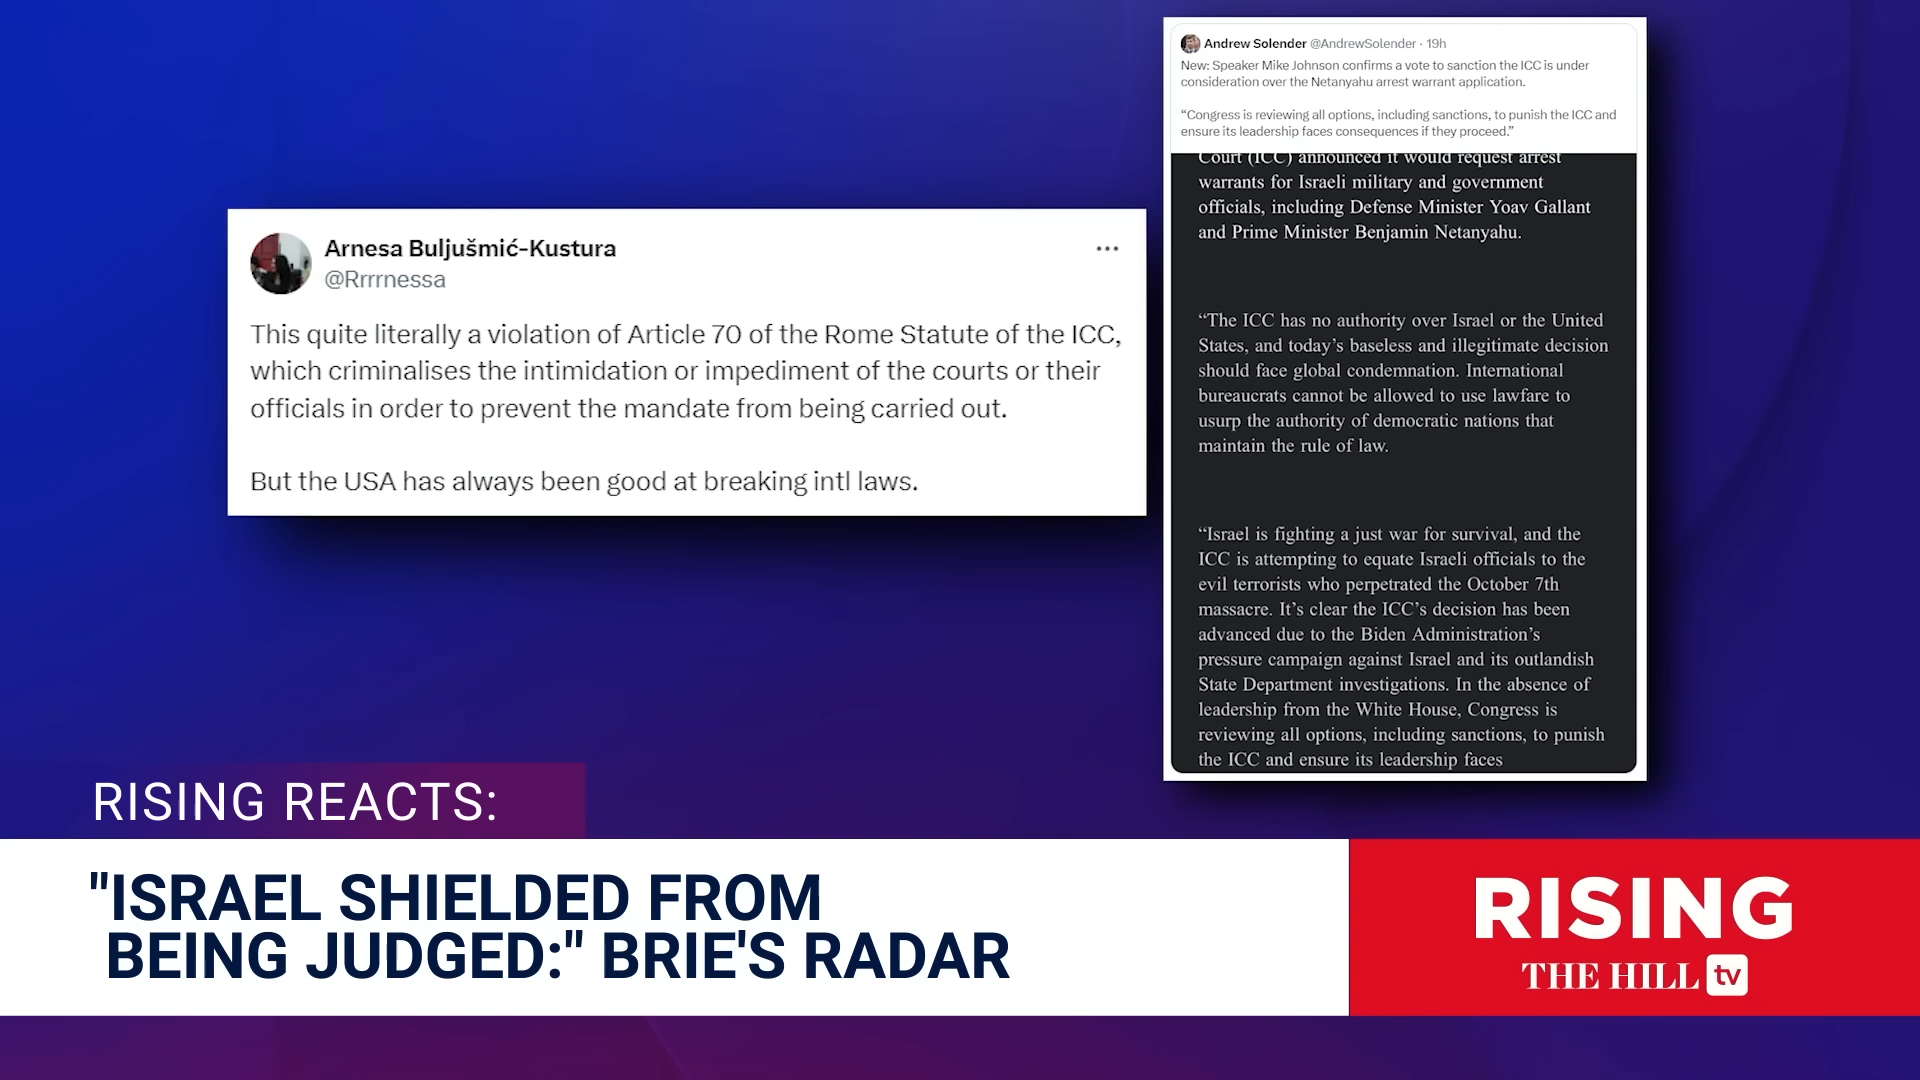 Arnesa Buljušmić-Kustura
@Rrrrnessa
This quite literally a violation of Article 70 of the Rome Statute of the ICC,
which criminalises the intimidation or impediment of the courts or their
officials in order to prevent the mandate from being carried out.
But the USA has always been good at breaking intl laws.
Andrew Solender @AndrewSolender · 19h
New: Speaker Mike Johnson confirms a vote to sanction the ICC is under
consideration over the Netanyahu arrest warrant application.
“Congress is reviewing all options, including sanctions, to punish the ICC and
ensure its leadership faces consequences if they proceed.”
Court (ICC) announced it would request arrest
warrants for Israeli military and government
officials, including Defense Minister Yoav Gallant
and Prime Minister Benjamin Netanyahu.
“The ICC has no authority over Israel or the United
States, and today’s baseless and illegitimate decision
should face global condemnation. International
bureaucrats cannot be allowed to use lawfare to
usurp the authority of democratic nations that
maintain the rule of law.
“Israel is fighting a just war for survival, and the
ICC is attempting to equate Israeli officials to the
evil terrorists who perpetrated the October 7th
massacre. It’s clear the ICC’s decision has been
advanced due to the Biden Administration’s
pressure campaign against Israel and its outlandish
State Department investigations. In the absence of
leadership from the White House, Congress is
reviewing all options, including sanctions, to punish
the ICC and ensure its leadership faces
RISING REACTS:
"ISRAEL SHIELDED FROM
BEING JUDGED:" BRIE'S RADAR
RISING
THE HILL tv